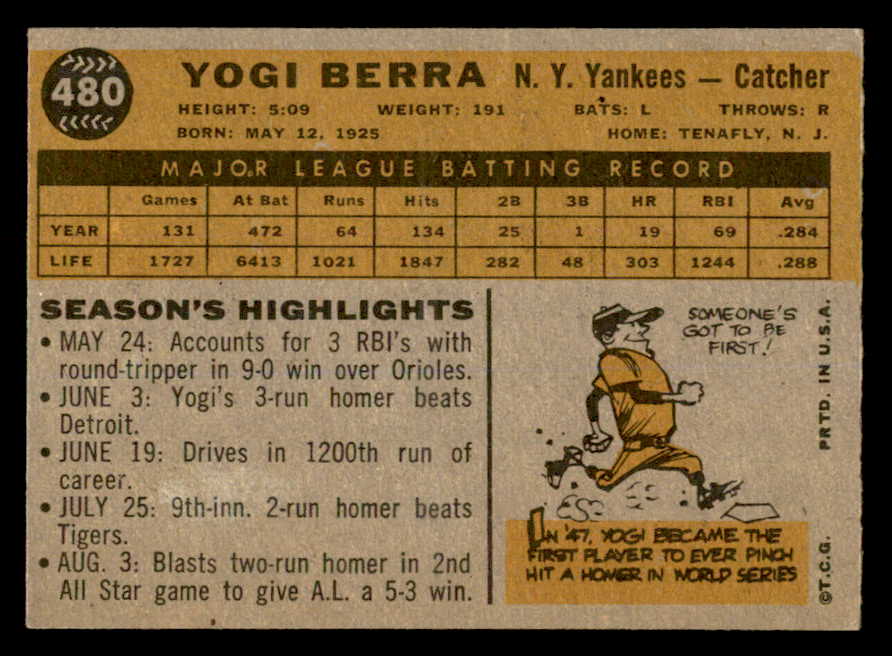 480
YOGI BERRA N. Y. Yankees — Catcher
HEIGHT: 5:09 WEIGHT: 191 BATS: L THROWS: R
BORN: MAY 12, 1925 HOME: TENAFLY, N. J.
MAJOR LEAGUE BATTING RECORD
Games At Bat Runs Hits 2B 3B HR RBI Avg
YEAR 131 472 64 134 25 1 19 69 .284
LIFE 1727 6413 1021 1847 282 48 303 1244 .288
SEASON'S HIGHLIGHTS
• MAY 24: Accounts for 3 RBI's with
round-tripper in 9-0 win over Orioles.
• JUNE 3: Yogi's 3-run homer beats
Detroit.
• JUNE 19: Drives in 1200th run of
career.
• JULY 25: 9th-inn. 2-run homer beats
Tigers.
• AUG. 3: Blasts two-run homer in 2nd
All Star game to give A.L. a 5-3 win.
SOMEONE'S
GOT TO BE
FIRST!
IN '47, YOGI BECAME THE
FIRST PLAYER TO EVER PINCH
HIT A HOMER IN WORLD SERIES
©T.C.G. PRTD. IN U.S.A.